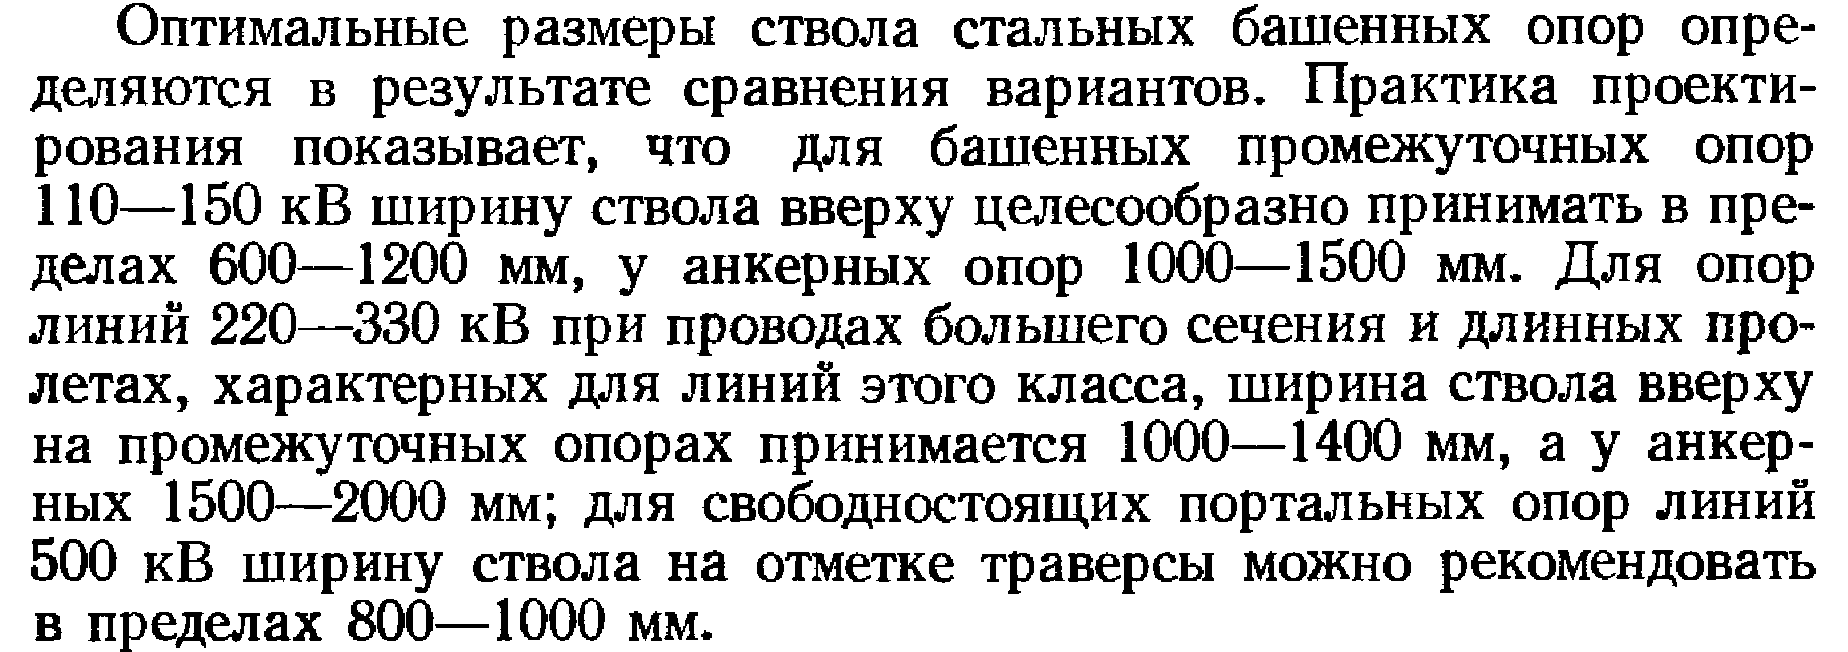 Оптимальные размеры ствола стальных башенных опор опре-
деляются в результате сравнения вариантов. Практика проекти-
рования показывает, что для башенных промежуточных опор
110—150 кВ ширину ствола вверху целесообразно принимать в пре-
делах 600—1200 мм, у анкерных опор 1000—1500 мм. Для опор
линий 220—330 кВ при проводах большего сечения и длинных про-
летах, характерных для линий этого класса, ширина ствола вверху
на промежуточных опорах принимается 1000—1400 мм, а у анкер-
ных 1500—2000 мм; для свободностоящих портальных опор линий
500 кВ ширину ствола на отметке траверсы можно рекомендовать
в пределах 800—1000 мм.